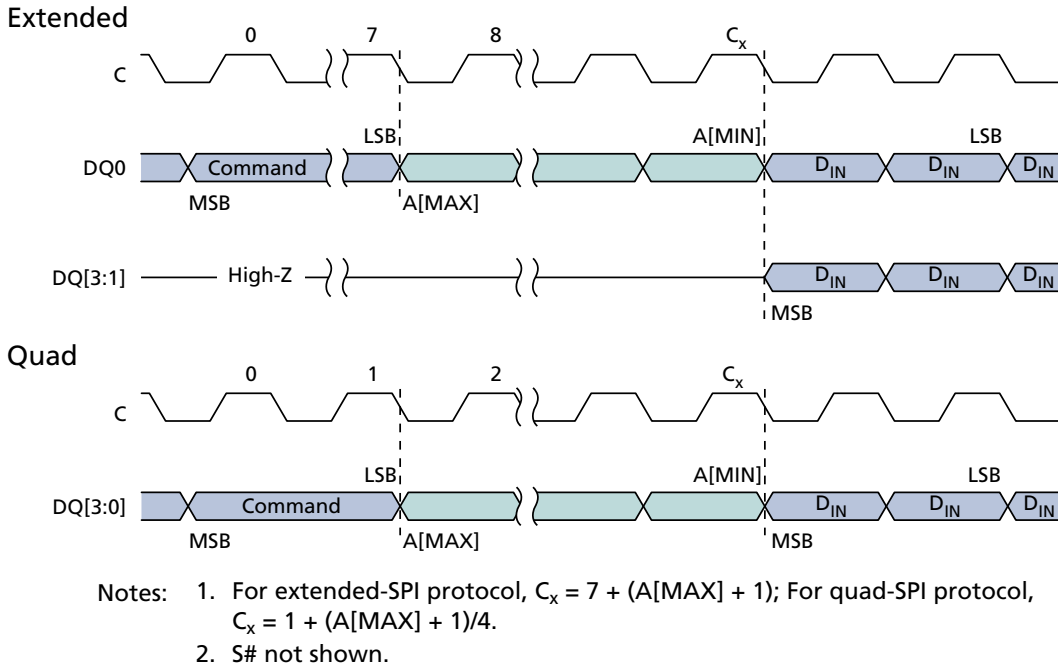 Extended
0 7 8 Cx
C
LSB A[MIN] LSB
DQ0 Command DIN DIN DIN
MSB A[MAX]
DQ[3:1] High-Z DIN DIN DIN
MSB
Quad
0 1 2 Cx
C
LSB A[MIN] LSB
DQ[3:0] Command DIN DIN DIN
MSB A[MAX] MSB
Notes: 1. For extended-SPI protocol, Cx = 7 + (A[MAX] + 1); For quad-SPI protocol,
Cx = 1 + (A[MAX] + 1)/4.
2. S# not shown.